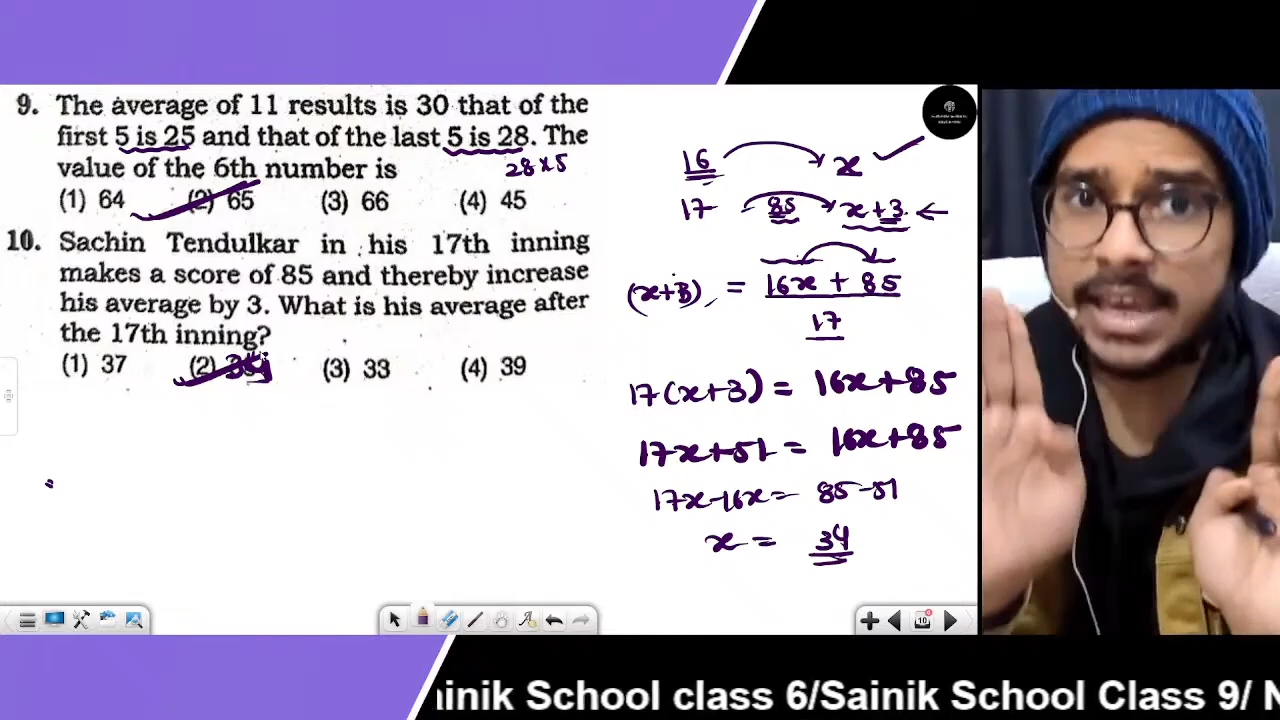 9. The average of 11 results is 30 that of the
first 5 is 25 and that of the last 5 is 28. The
value of the 6th number is
28×5
(1) 64 (2) 65 (3) 66 (4) 45
10. Sachin Tendulkar in his 17th inning
makes a score of 85 and thereby increase
his average by 3. What is his average after
the 17th inning?
(1) 37 (2) (3) 33 (4) 39
16 x
17 - 85 x+3
(x+3) = 16x + 85
17
17(x+3) = 16x+85
17x+51 = 16x+85
17x-16x= 85-51
x = 34
10
ainik School class 6/Sainik School Class 9/ N